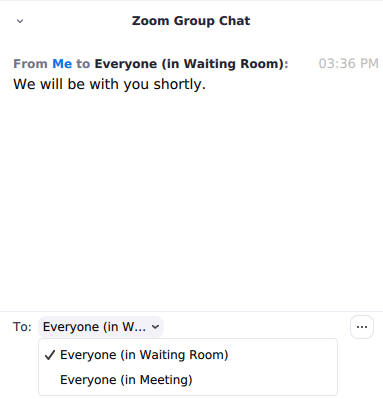 Zoom Group Chat
From Me to Everyone (in Waiting Room): 03:36 PM
We will be with you shortly.
To: Everyone (in W...
✓ Everyone (in Waiting Room)
Everyone (in Meeting)